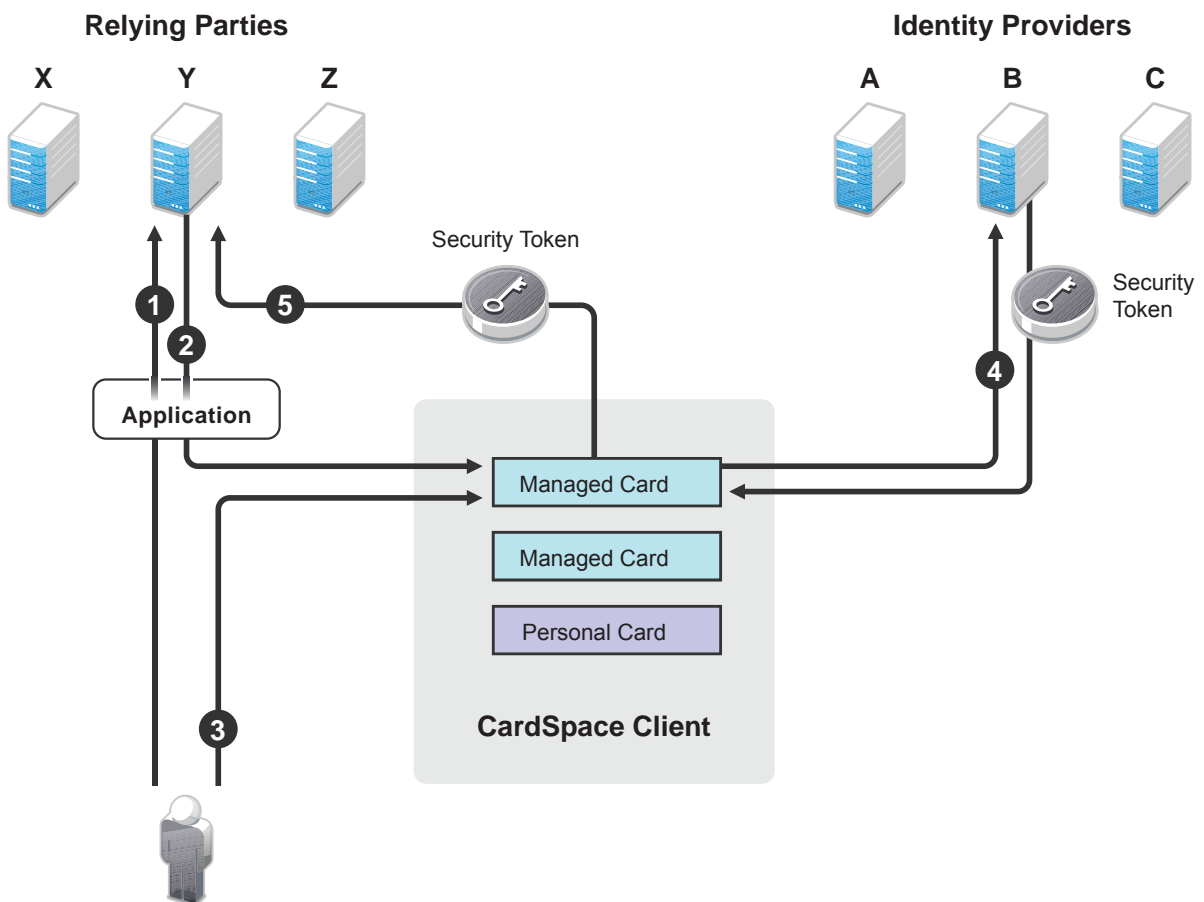 Relying Parties
Identity Providers
X
Y
Z
A
B
C
Security Token
Security
Token
1
5
2
4
Application
Managed Card
Managed Card
Personal Card
3
CardSpace Client